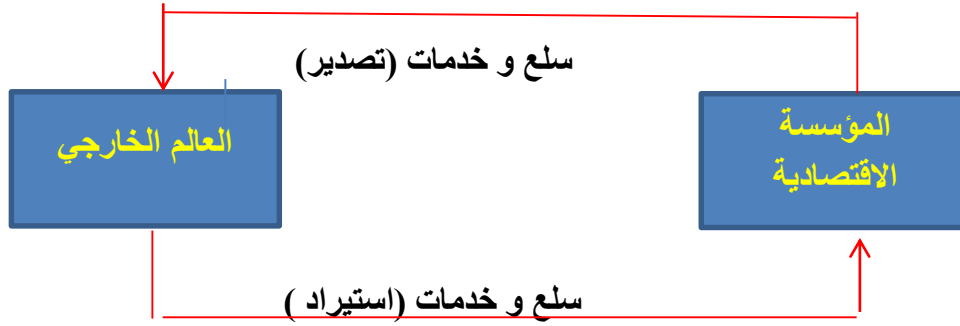 سلع و خدمات (تصدير)
المؤسسة
الاقتصادية
العالم الخارجي
سلع و خدمات (استيراد )